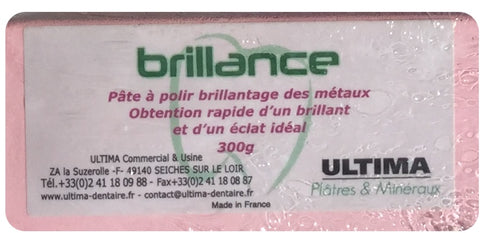 brillance
Pâte à polir brillantage des métaux
Obtention rapide d'un brillant
et d'un éclat idéal
300g
ULTIMA Commercial & Usine
ZA la Suzerolle -F- 49140 SEICHES SUR LE LOIR
Tél.+33(0)2 41 18 09 88 - Fax+33(0)2 41 18 08 87
www.ultima-dentaire.fr - contact@ultima-dentaire.fr
Made in France
ULTIMA
Plâtres & Minéraux